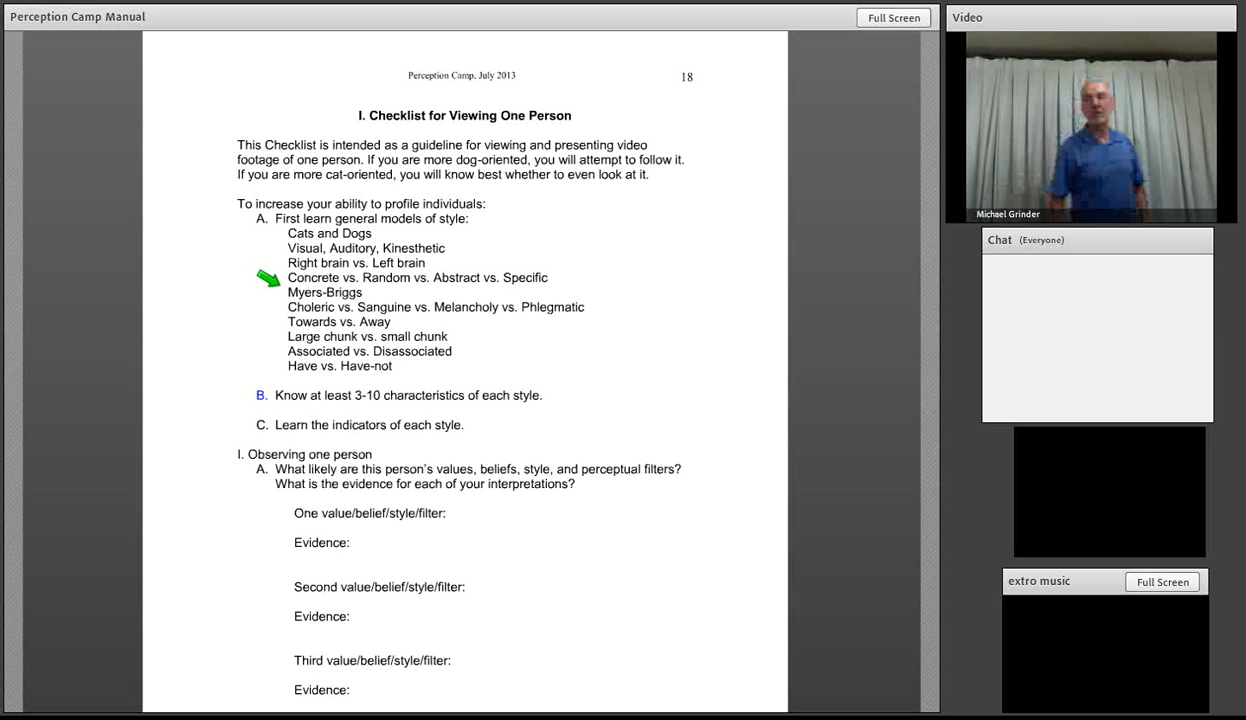 Perception Camp Manual
Full Screen
Perception Camp, July 2013
18
I. Checklist for Viewing One Person
This Checklist is intended as a guideline for viewing and presenting video
footage of one person. If you are more dog-oriented, you will attempt to follow it.
If you are more cat-oriented, you will know best whether to even look at it.
To increase your ability to profile individuals:
A. First learn general models of style:
Cats and Dogs
Visual, Auditory, Kinesthetic
Right brain vs. Left brain
Concrete vs. Random vs. Abstract vs. Specific
Myers-Briggs
Choleric vs. Sanguine vs. Melancholy vs. Phlegmatic
Towards vs. Away
Large chunk vs. small chunk
Associated vs. Disassociated
Have vs. Have-not
B. Know at least 3-10 characteristics of each style.
C. Learn the indicators of each style.
I. Observing one person
A. What likely are this person's values, beliefs, style, and perceptual filters?
What is the evidence for each of your interpretations?
One value/belief/style/filter:
Evidence:
Second value/belief/style/filter:
Evidence:
Third value/belief/style/filter:
Evidence:
Video
Michael Grinder
Chat (Everyone)
extro music
Full Screen